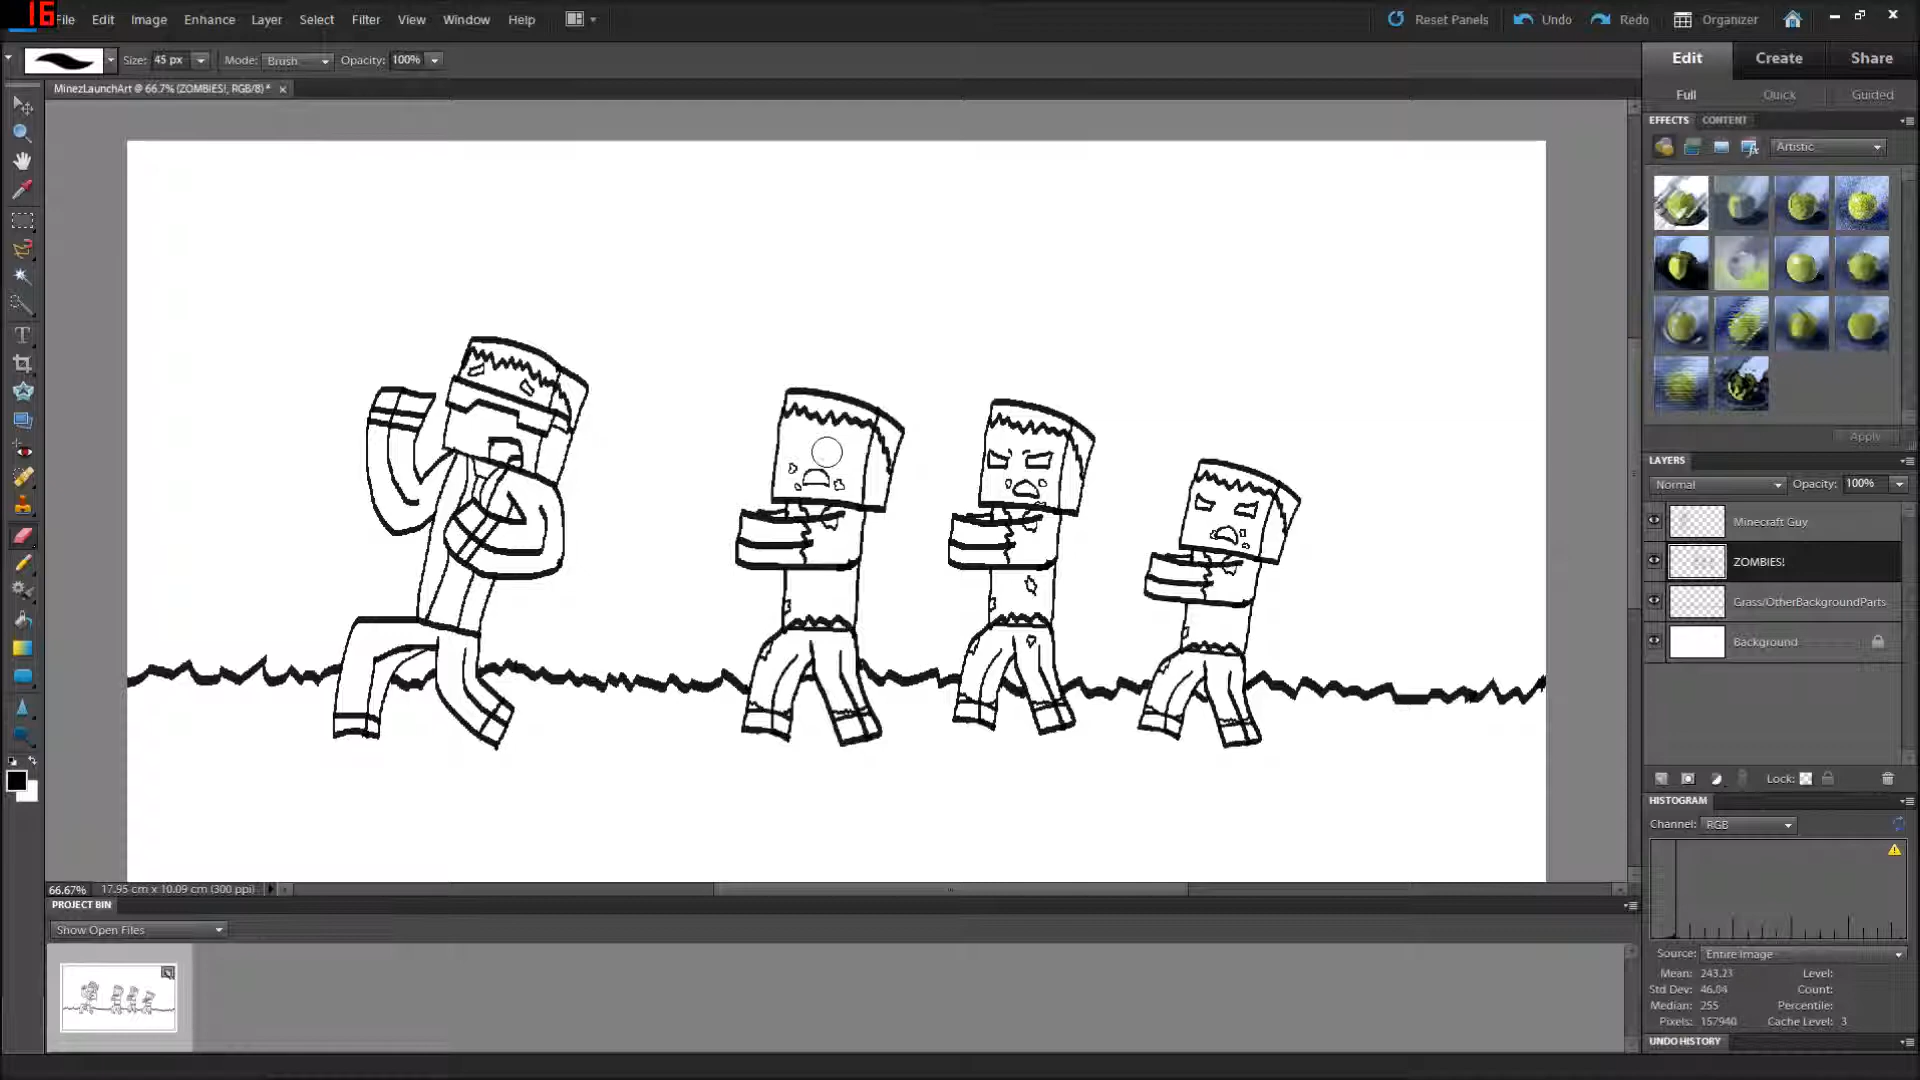 16
File Edit Image Enhance Layer Select Filter View Window Help
Reset Panels Undo Redo Organizer
Size: 45 px Mode: Brush Opacity: 100%
Edit Create Share
MinezLaunchArt @ 66.7% (ZOMBIES!, RGB/8) *
Full Quick Guided
EFFECTS CONTENT
Artistic
Apply
LAYERS
Normal Opacity: 100%
Minecraft Guy
ZOMBIES!
Grass/OtherBackgroundParts
Background
Lock:
HISTOGRAM
Channel: RGB
66.67% 17.95 cm x 10.09 cm (300 ppi)
PROJECT BIN
Show Open Files
Source: Entire Image
Mean: 243.23 Level:
Std Dev: 46.04 Count:
Median: 255 Percentile:
Pixels: 157940 Cache Level: 3
UNDO HISTORY